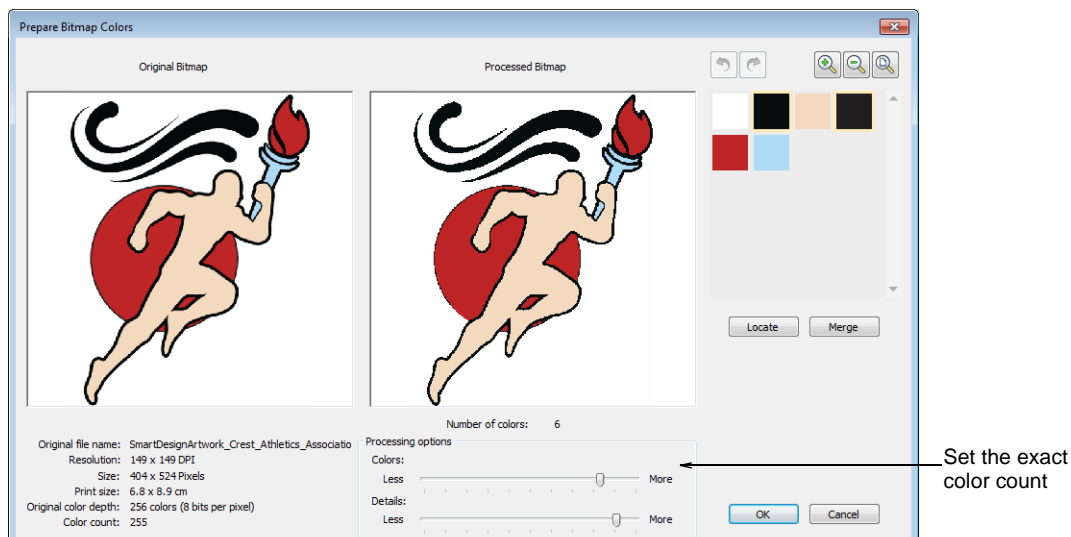 Prepare Bitmap Colors
Original Bitmap
Processed Bitmap
Locate
Merge
Number of colors: 6
Original file name: SmartDesignArtwork_Crest_Athletics_Associatio
Resolution: 149 x 149 DPI
Size: 404 x 524 Pixels
Print size: 6.8 x 8.9 cm
Original color depth: 256 colors (8 bits per pixel)
Color count: 255
Processing options
Colors:
Less
More
Details:
Less
More
OK
Cancel
Set the exact
color count